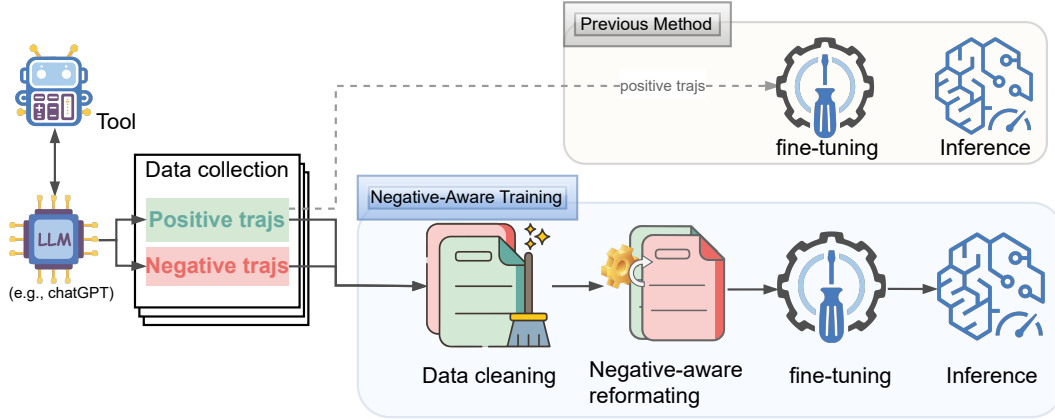 Previous Method
positive trajs
fine-tuning
Inference
Tool
Data collection
Positive trajs
Negative trajs
LLM
(e.g., chatGPT)
Negative-Aware Training
Data cleaning
Negative-aware
reformating
fine-tuning
Inference